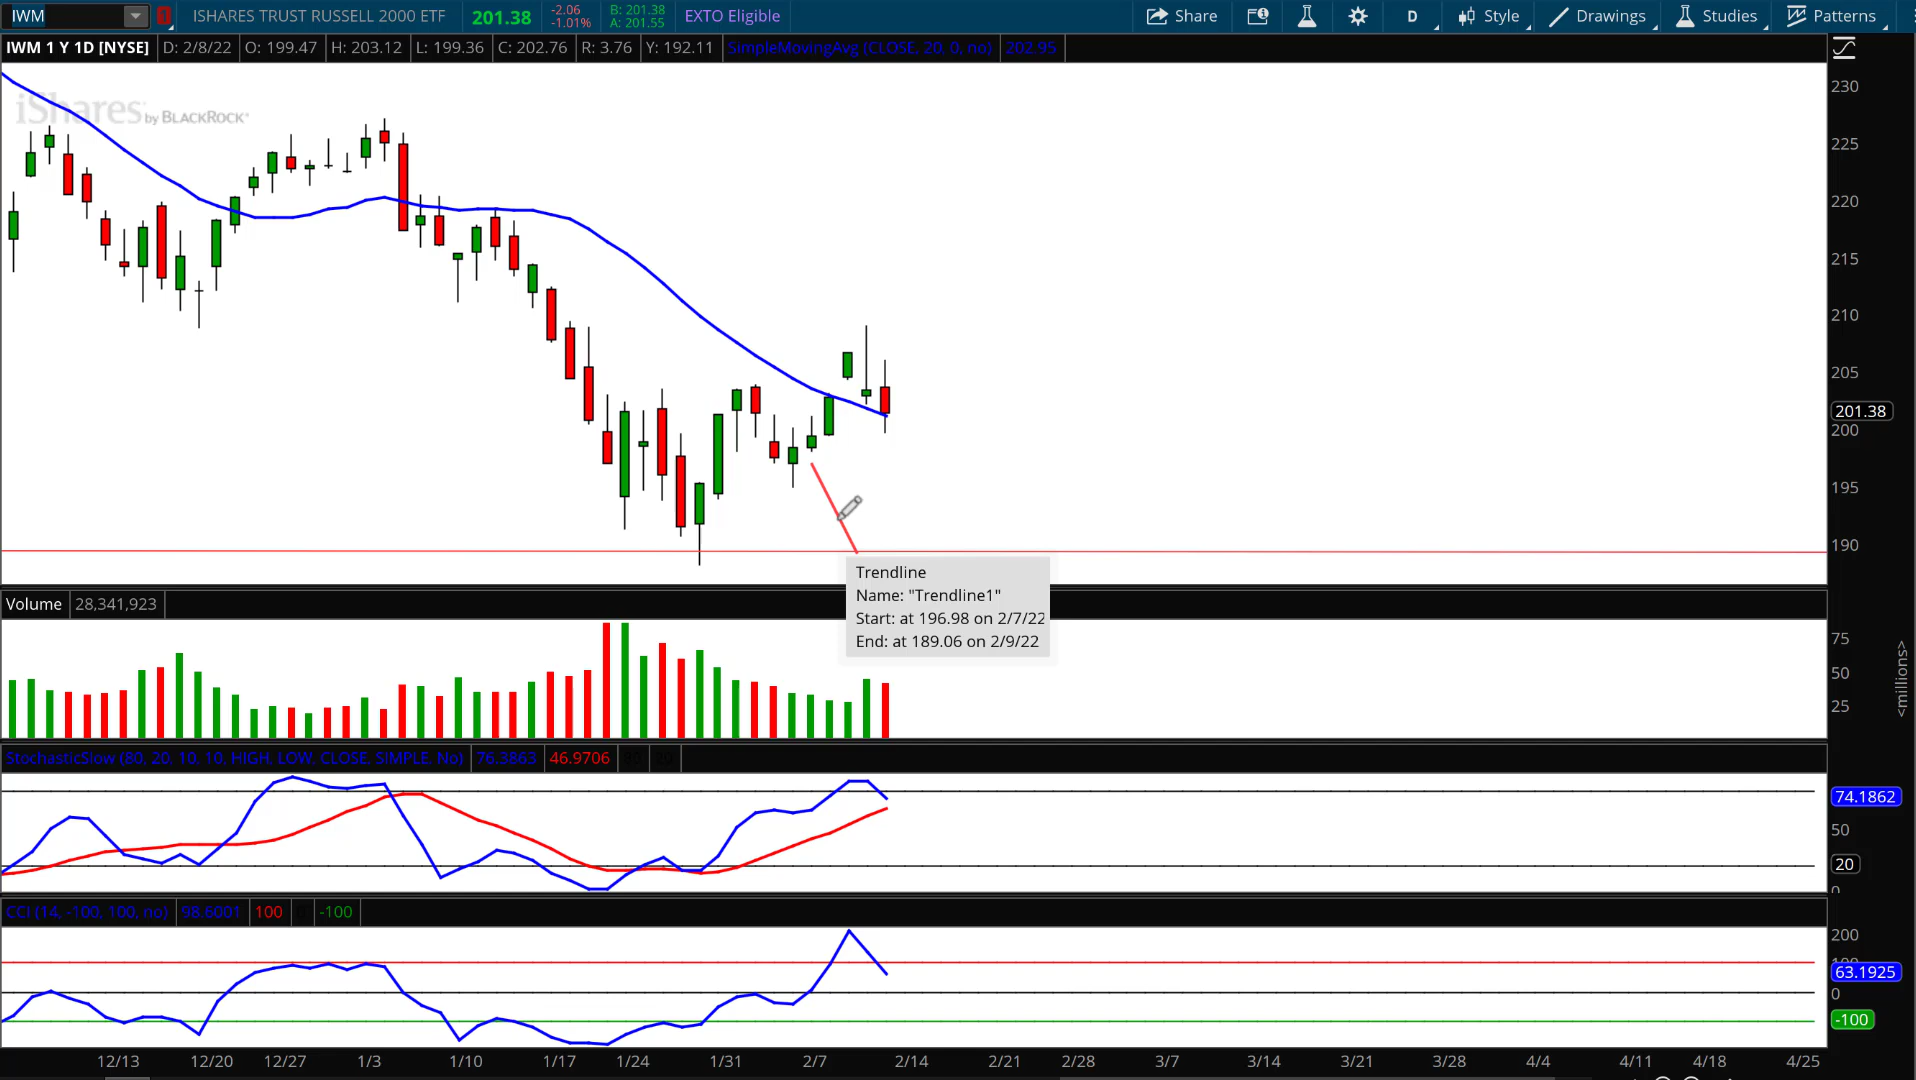 IWM 1 ISHARES TRUST RUSSELL 2000 ETF 201.38 -2.06 -1.01% B: 201.38 A: 201.55 EXTO Eligible Share D Style Drawings Studies Patterns
IWM 1 Y 1D [NYSE] D: 2/8/22 O: 199.47 H: 203.12 L: 199.36 C: 202.76 R: 3.76 Y: 192.11 SimpleMovingAvg (CLOSE, 20, 0, no) 202.95
iShares by BLACKROCK®
230
225
220
215
210
205
201.38
200
195
190
Trendline
Name: "Trendline1"
Start: at 196.98 on 2/7/22
End: at 189.06 on 2/9/22
Volume 28,341,923
75
50
25
<millions>
StochasticSlow (80, 20, 10, 10, HIGH, LOW, CLOSE, SIMPLE, No) 76.3863 46.9706 20
74.1862
50
20
0
CCI (14, -100, 100, no) 98.6001 100 0 -100
200
100
63.1925
0
-100
12/13 12/20 12/27 1/3 1/10 1/17 1/24 1/31 2/7 2/14 2/21 2/28 3/7 3/14 3/21 3/28 4/4 4/11 4/18 4/25